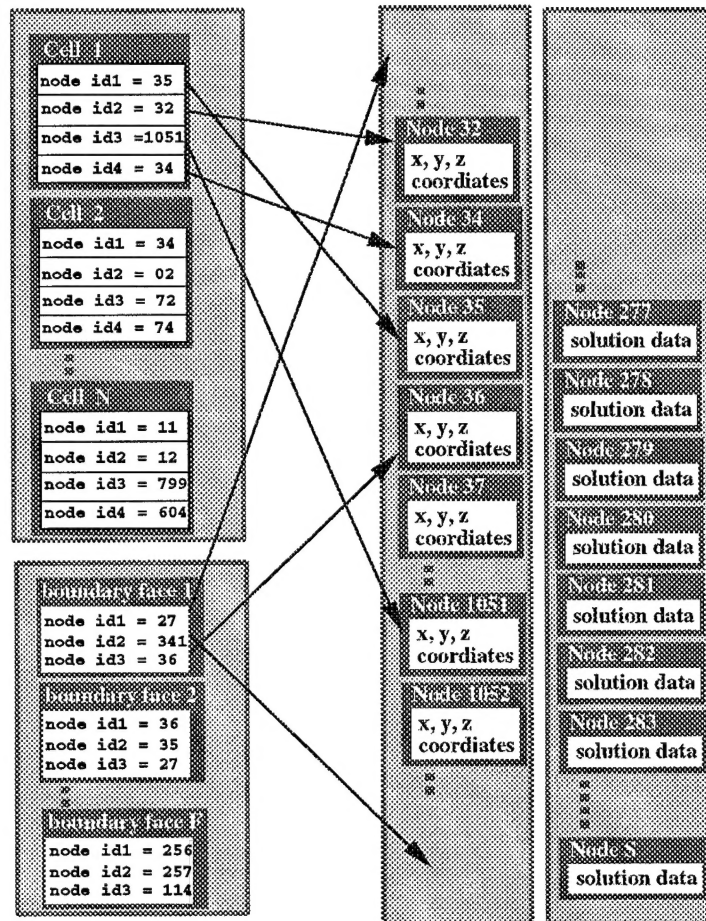 Cell 1
node id1 = 35
node id2 = 32
node id3 =1051
node id4 = 34
Cell 2
node id1 = 34
node id2 = 02
node id3 = 72
node id4 = 74
Cell N
node id1 = 11
node id2 = 12
node id3 = 799
node id4 = 604
boundary face 1
node id1 = 27
node id2 = 341
node id3 = 36
boundary face 2
node id1 = 36
node id2 = 35
node id3 = 27
boundary face F
node id1 = 256
node id2 = 257
node id3 = 114
Node 32
x, y, z
coordiates
Node 34
x, y, z
coordiates
Node 35
x, y, z
coordiates
Node 36
x, y, z
coordiates
Node 37
x, y, z
coordiates
Node 1051
x, y, z
coordiates
Node 1052
x, y, z
coordiates
Node 277
solution data
Node 278
solution data
Node 279
solution data
Node 280
solution data
Node 281
solution data
Node 282
solution data
Node 283
solution data
Node S
solution data